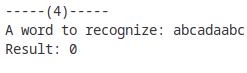 -----(4)-----
A word to recognize: abcadaabc
Result: 0